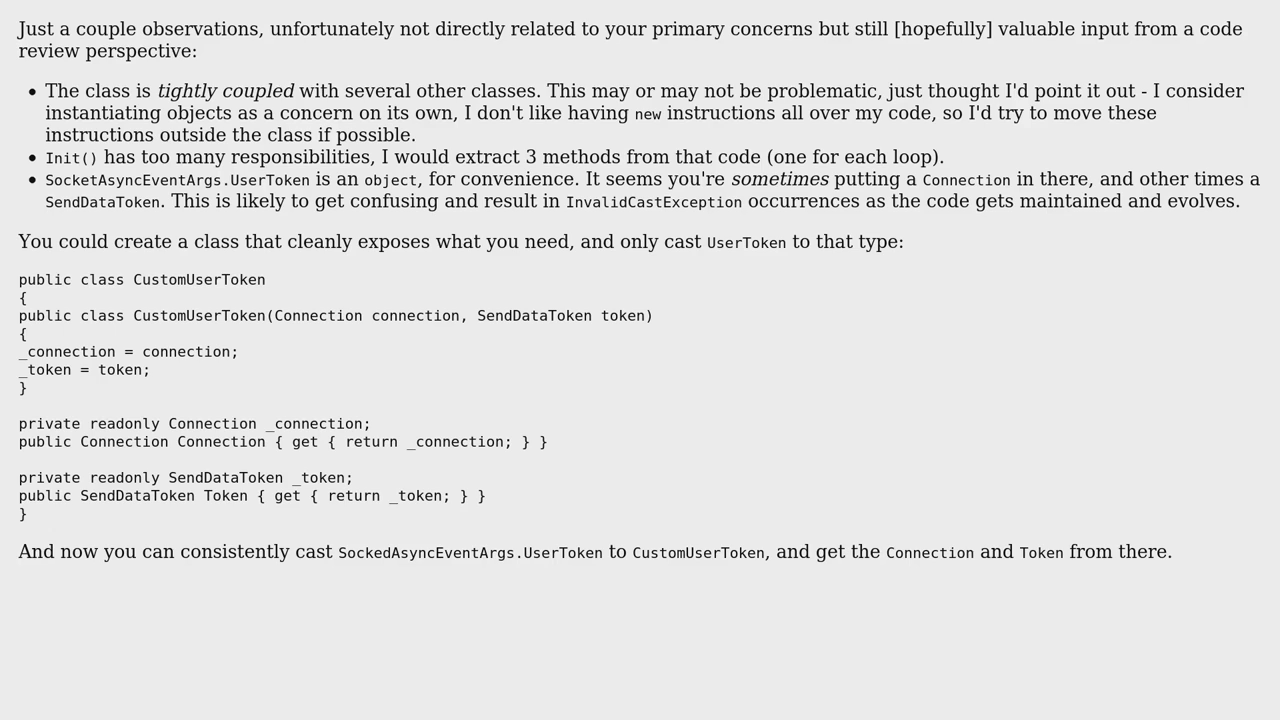 Just a couple observations, unfortunately not directly related to your primary concerns but still [hopefully] valuable input from a code
review perspective:
• The class is tightly coupled with several other classes. This may or may not be problematic, just thought I'd point it out - I consider
instantiating objects as a concern on its own, I don't like having new instructions all over my code, so I'd try to move these
instructions outside the class if possible.
• Init() has too many responsibilities, I would extract 3 methods from that code (one for each loop).
• SocketAsyncEventArgs.UserToken is an object, for convenience. It seems you're sometimes putting a Connection in there, and other times a
SendDataToken. This is likely to get confusing and result in InvalidCastException occurrences as the code gets maintained and evolves.
You could create a class that cleanly exposes what you need, and only cast UserToken to that type:
public class CustomUserToken
{
public class CustomUserToken(Connection connection, SendDataToken token)
{
_connection = connection;
_token = token;
}
private readonly Connection _connection;
public Connection Connection { get { return _connection; } }
private readonly SendDataToken _token;
public SendDataToken Token { get { return _token; } }
}
And now you can consistently cast SockedAsyncEventArgs.UserToken to CustomUserToken, and get the Connection and Token from there.